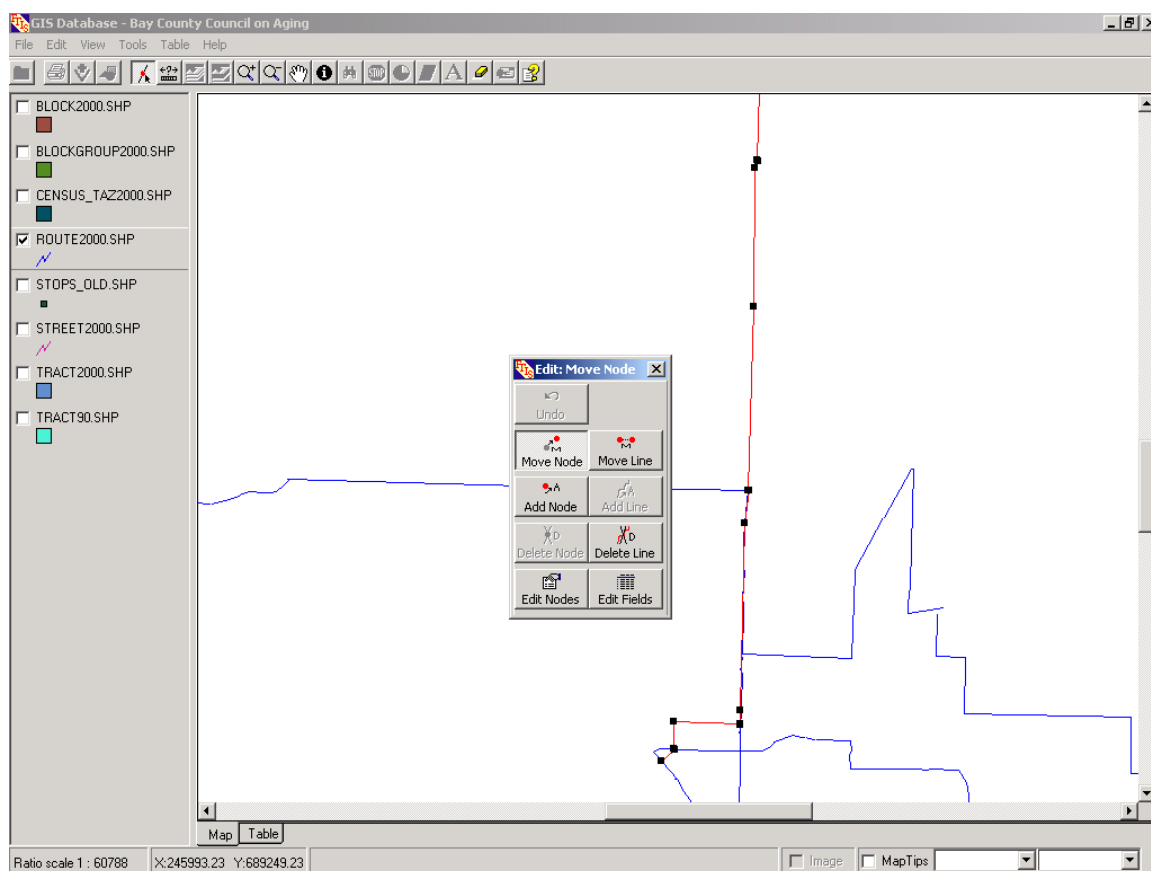 GIS Database - Bay County Council on Aging
File Edit View Tools Table Help
BLOCK2000.SHP
BLOCKGROUP2000.SHP
CENSUS_TAZ2000.SHP
ROUTE2000.SHP
STOPS_OLD.SHP
STREET2000.SHP
TRACT2000.SHP
TRACT90.SHP
Edit: Move Node
Undo
Move Node Move Line
Add Node Add Line
Delete Node Delete Line
Edit Nodes Edit Fields
Map Table
Ratio scale 1 : 60788 X:245993.23 Y:689249.23 Image MapTips